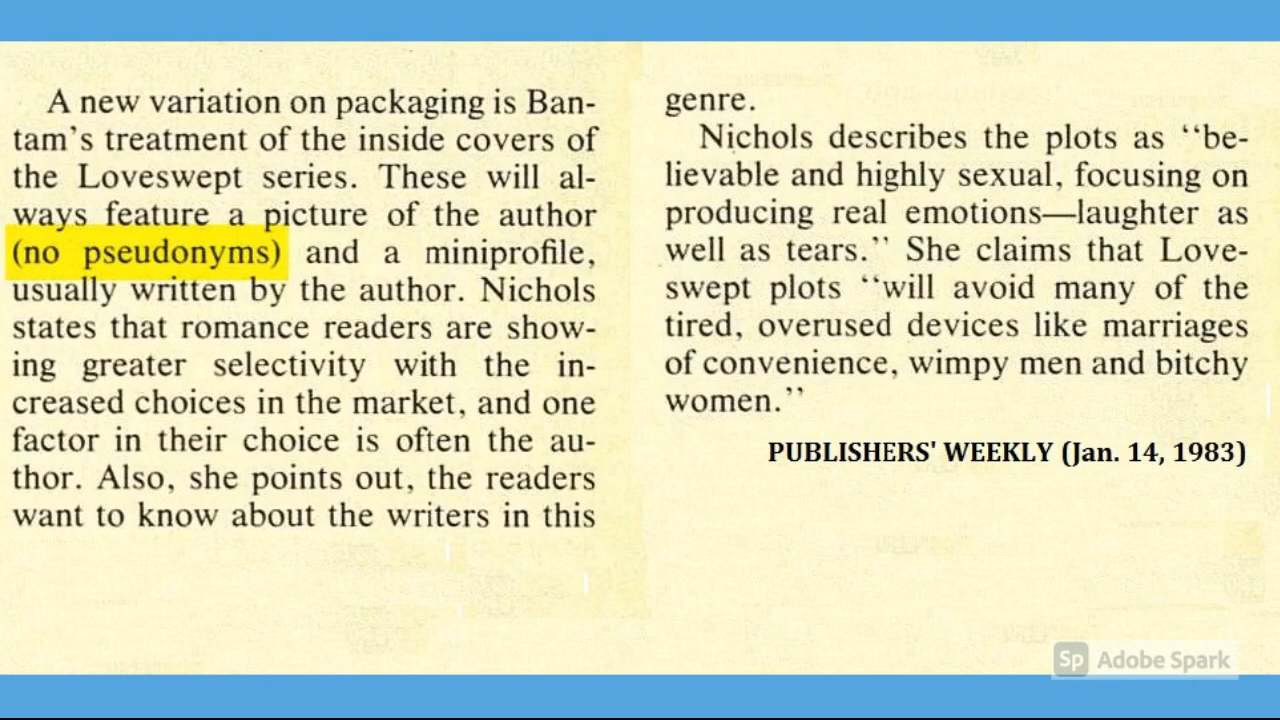 A new variation on packaging is Ban-
tam's treatment of the inside covers of
the Loveswept series. These will al-
ways feature a picture of the author
(no pseudonyms) and a miniprofile,
usually written by the author. Nichols
states that romance readers are show-
ing greater selectivity with the in-
creased choices in the market, and one
factor in their choice is often the au-
thor. Also, she points out, the readers
want to know about the writers in this
genre.
Nichols describes the plots as ‘‘be-
lievable and highly sexual, focusing on
producing real emotions—laughter as
well as tears.’’ She claims that Love-
swept plots ‘‘will avoid many of the
tired, overused devices like marriages
of convenience, wimpy men and bitchy
women.’’
PUBLISHERS' WEEKLY (Jan. 14, 1983)
Sp Adobe Spark